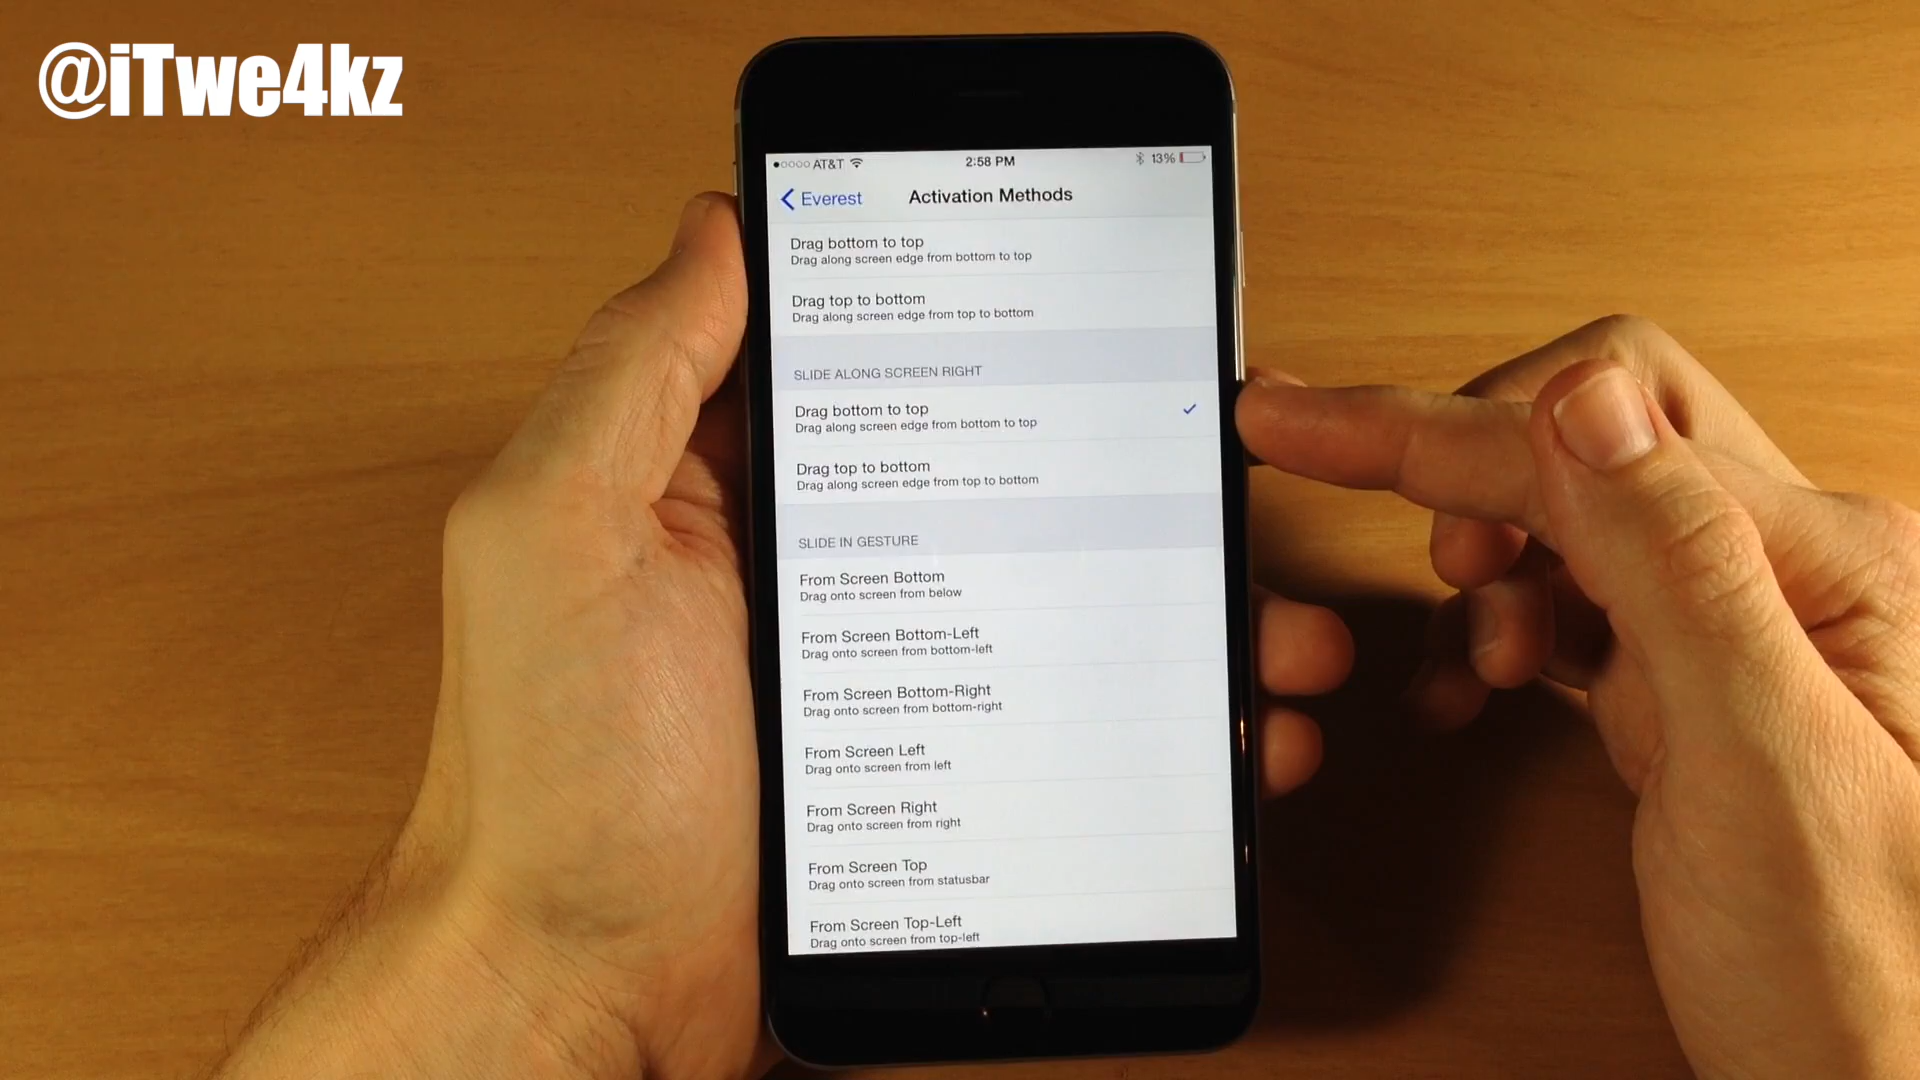 @iTwe4kz
AT&T 2:58 PM 13%
Everest Activation Methods
Drag bottom to top
Drag along screen edge from bottom to top
Drag top to bottom
Drag along screen edge from top to bottom
SLIDE ALONG SCREEN RIGHT
Drag bottom to top
Drag along screen edge from bottom to top
Drag top to bottom
Drag along screen edge from top to bottom
SLIDE IN GESTURE
From Screen Bottom
Drag onto screen from below
From Screen Bottom-Left
Drag onto screen from bottom-left
From Screen Bottom-Right
Drag onto screen from bottom-right
From Screen Left
Drag onto screen from left
From Screen Right
Drag onto screen from right
From Screen Top
Drag onto screen from statusbar
From Screen Top-Left
Drag onto screen from top-left